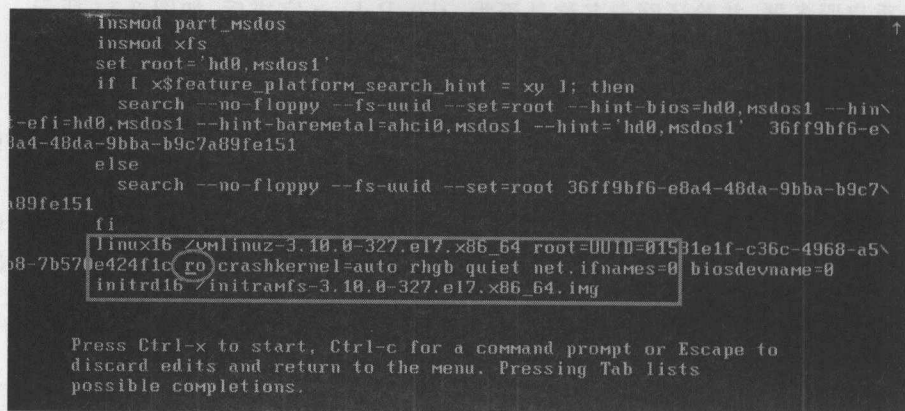 insmod part_msdos
insmod xfs
set root='hd0,msdos1'
if [ x$feature_platform_search_hint = xy ]; then
search --no-floppy --fs-uuid --set=root --hint-bios=hd0,msdos1 --hin\
t-efi=hd0,msdos1 --hint-baremetal=ahci0,msdos1 --hint='hd0,msdos1' 36ff9bf6-e\
8a4-48da-9bba-b9c7a89fe151
else
search --no-floppy --fs-uuid --set=root 36ff9bf6-e8a4-48da-9bba-b9c7\
a89fe151
fi
linux16 /vmlinuz-3.10.0-327.el7.x86_64 root=UUID=01581e1f-c36c-4968-a5\
b8-7b570e424f1c ro crashkernel=auto rhgb quiet net.ifnames=0 biosdevname=0
initrd16 /initramfs-3.10.0-327.el7.x86_64.img
Press Ctrl-x to start, Ctrl-c for a command prompt or Escape to
discard edits and return to the menu. Pressing Tab lists
possible completions.